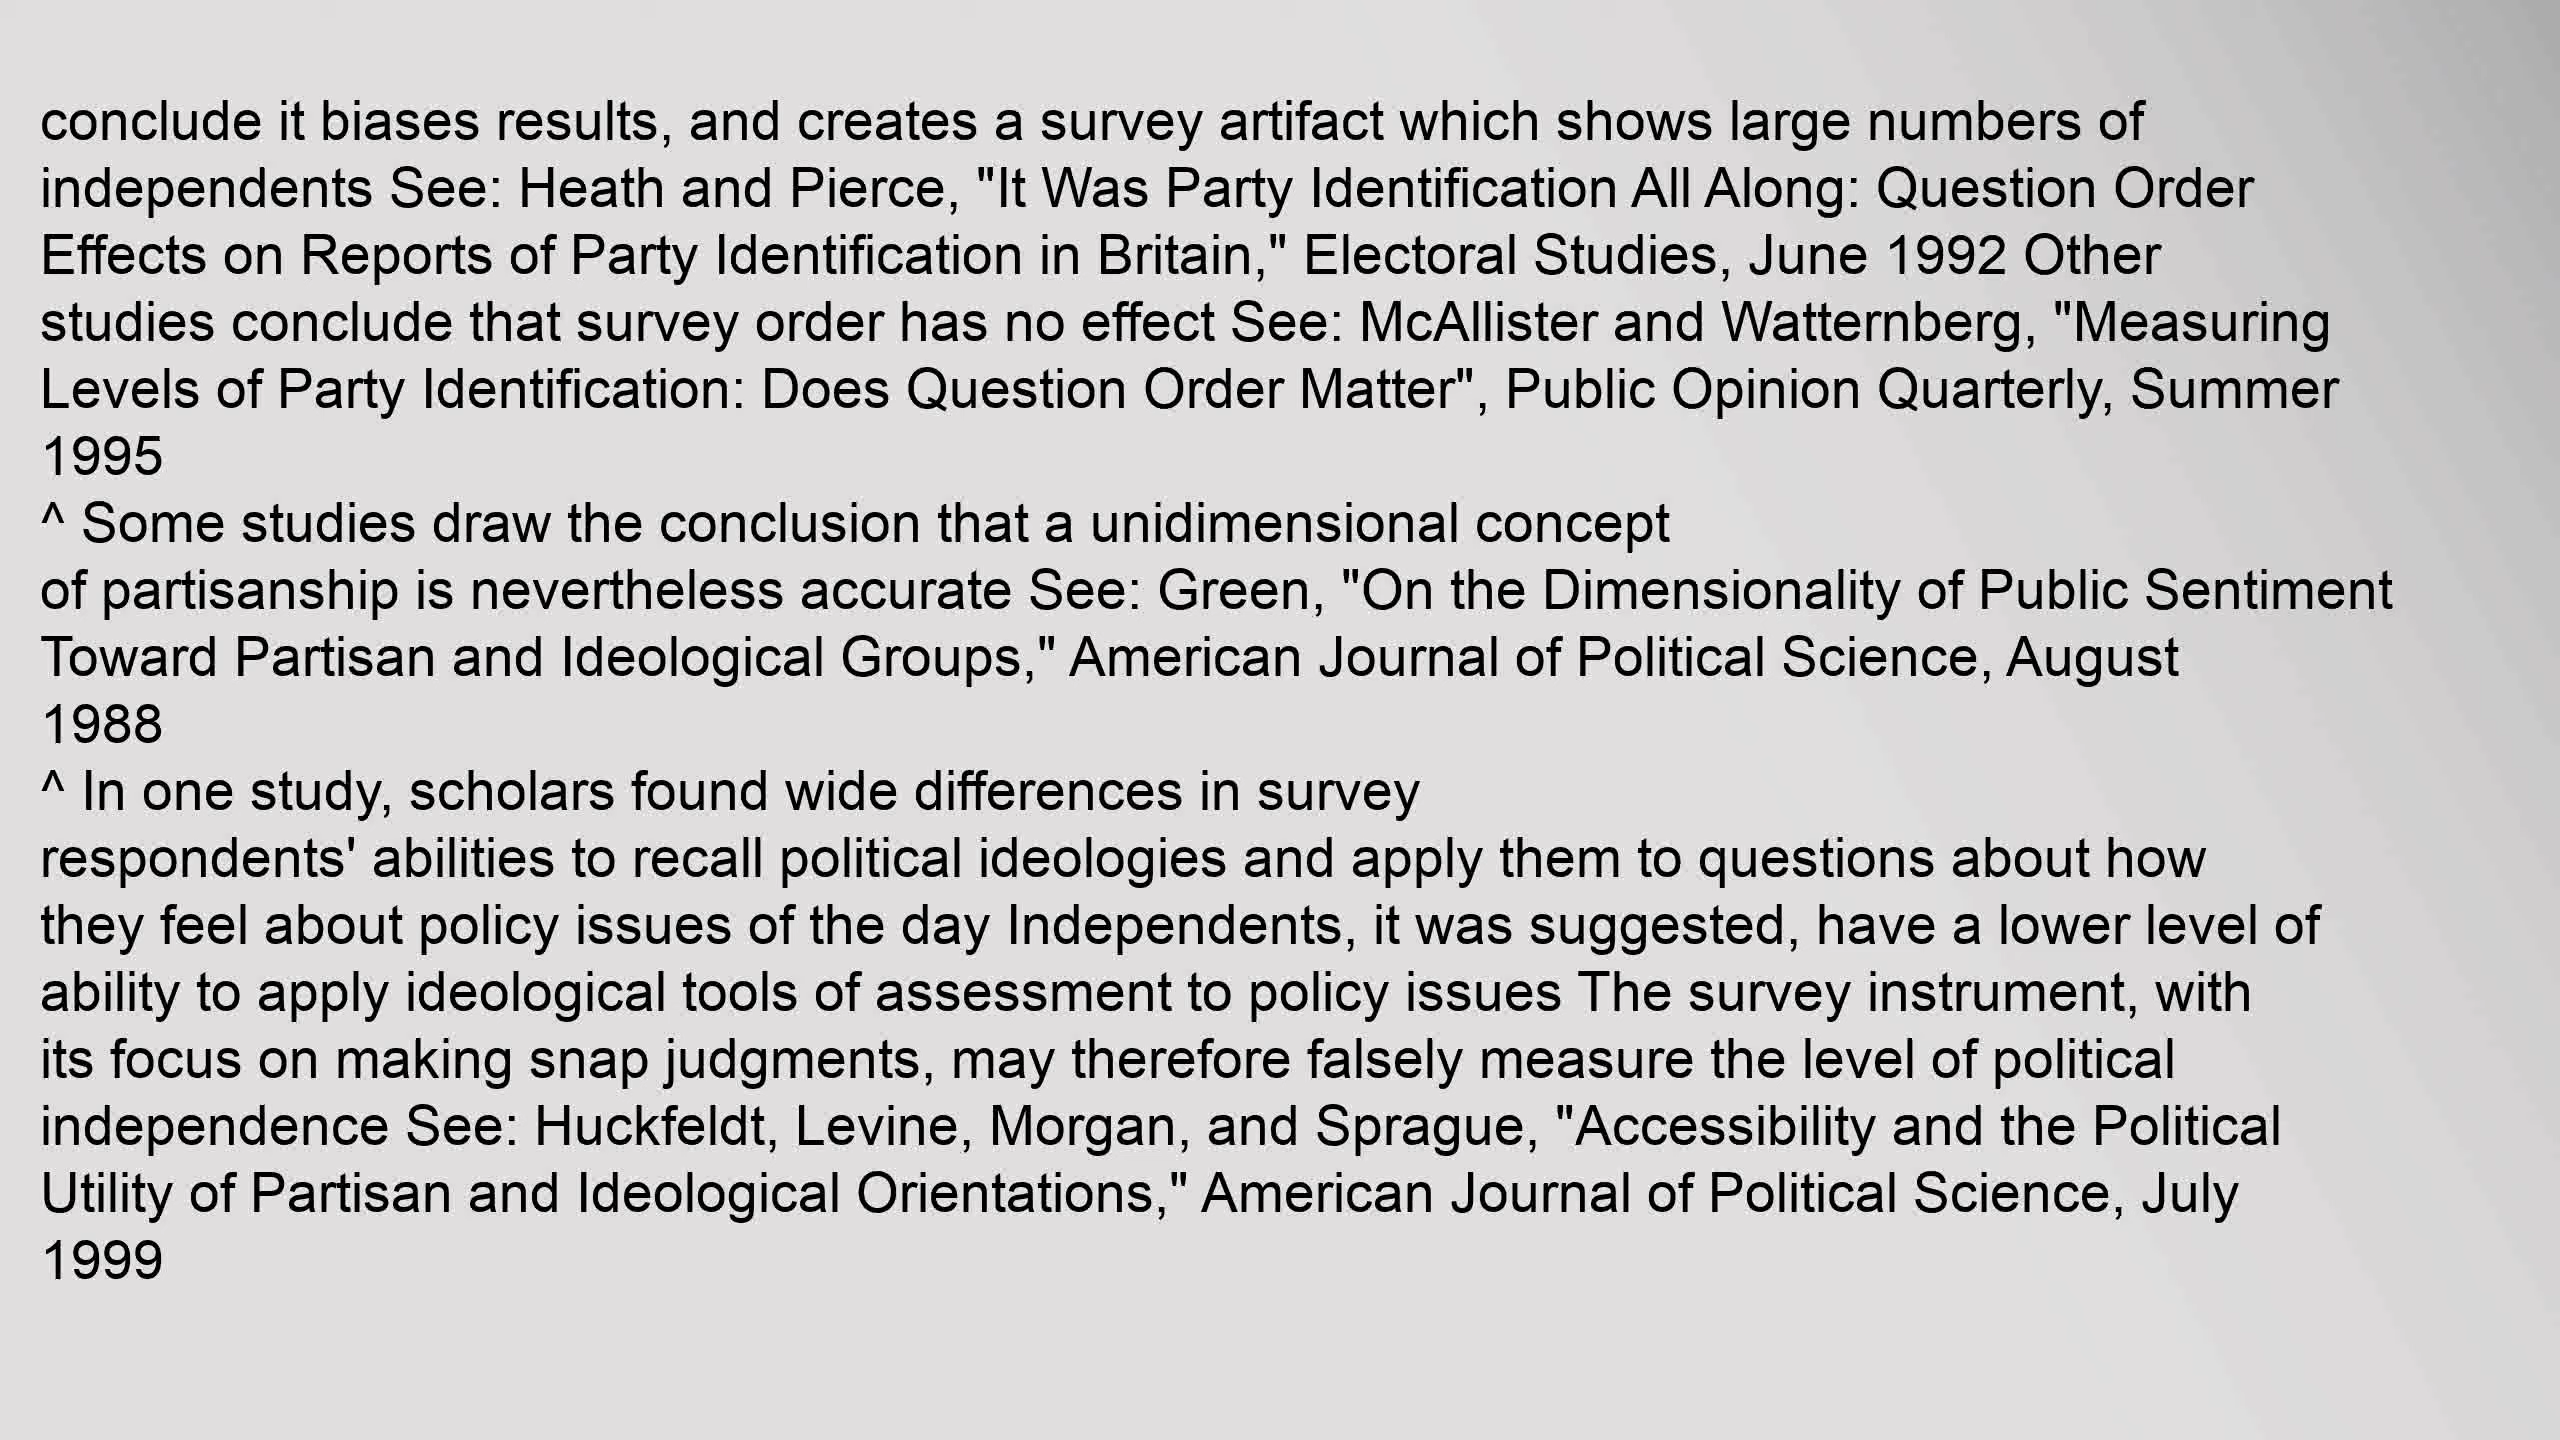 conclude it biases results, and creates a survey artifact which shows large numbers of
independents See: Heath and Pierce, "It Was Party Identification All Along: Question Order
Effects on Reports of Party Identification in Britain," Electoral Studies, June 1992 Other
studies conclude that survey order has no effect See: McAllister and Watternberg, "Measuring
Levels of Party Identification: Does Question Order Matter", Public Opinion Quarterly, Summer
1995
^ Some studies draw the conclusion that a unidimensional concept
of partisanship is nevertheless accurate See: Green, "On the Dimensionality of Public Sentiment
Toward Partisan and Ideological Groups," American Journal of Political Science, August
1988
^ In one study, scholars found wide differences in survey
respondents' abilities to recall political ideologies and apply them to questions about how
they feel about policy issues of the day Independents, it was suggested, have a lower level of
ability to apply ideological tools of assessment to policy issues The survey instrument, with
its focus on making snap judgments, may therefore falsely measure the level of political
independence See: Huckfeldt, Levine, Morgan, and Sprague, "Accessibility and the Political
Utility of Partisan and Ideological Orientations," American Journal of Political Science, July
1999